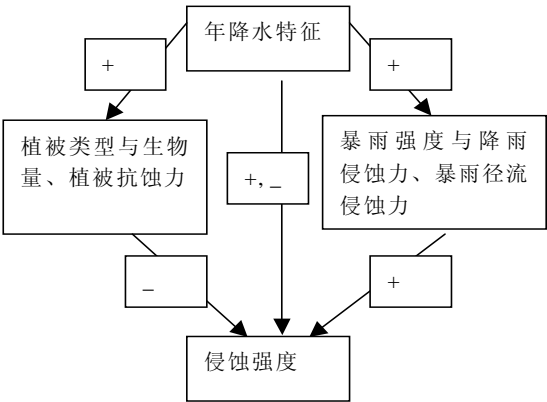 年降水特征
+
+
植被类型与生物
量、植被抗蚀力
+, _
暴雨强度与降雨
侵蚀力、暴雨径流
侵蚀力
_
+
侵蚀强度